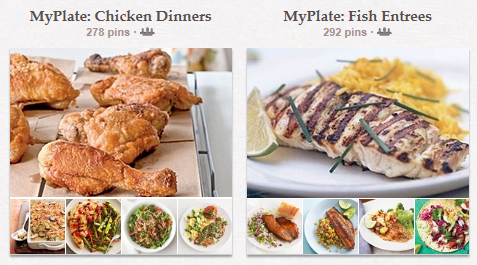 MyPlate: Chicken Dinners
278 pins ·
MyPlate: Fish Entrees
292 pins ·